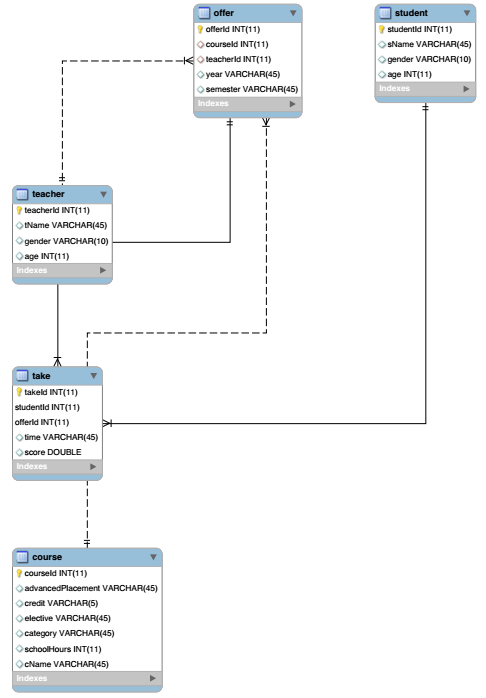 offer
offerId INT(11)
courseId INT(11)
teacherId INT(11)
year VARCHAR(45)
semester VARCHAR(45)
Indexes
student
studentId INT(11)
sName VARCHAR(45)
gender VARCHAR(10)
age INT(11)
Indexes
teacher
teacherId INT(11)
tName VARCHAR(45)
gender VARCHAR(10)
age INT(11)
Indexes
take
takeId INT(11)
studentId INT(11)
offerId INT(11)
time VARCHAR(45)
score DOUBLE
Indexes
course
courseId INT(11)
advancedPlacement VARCHAR(45)
credit VARCHAR(5)
elective VARCHAR(45)
category VARCHAR(45)
schoolHours INT(11)
cName VARCHAR(45)
Indexes